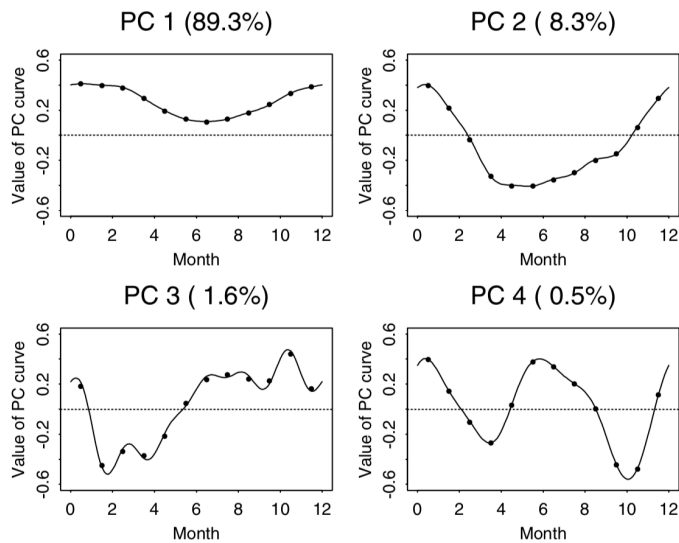 PC 1 (89.3%)
Value of PC curve
0.6
0.2
-0.2
-0.6
0 2 4 6 8 10 12
Month
PC 2 ( 8.3%)
Value of PC curve
0.6
0.2
-0.2
-0.6
0 2 4 6 8 10 12
Month
PC 3 ( 1.6%)
Value of PC curve
0.6
0.2
-0.2
-0.6
0 2 4 6 8 10 12
Month
PC 4 ( 0.5%)
Value of PC curve
0.6
0.2
-0.2
-0.6
0 2 4 6 8 10 12
Month